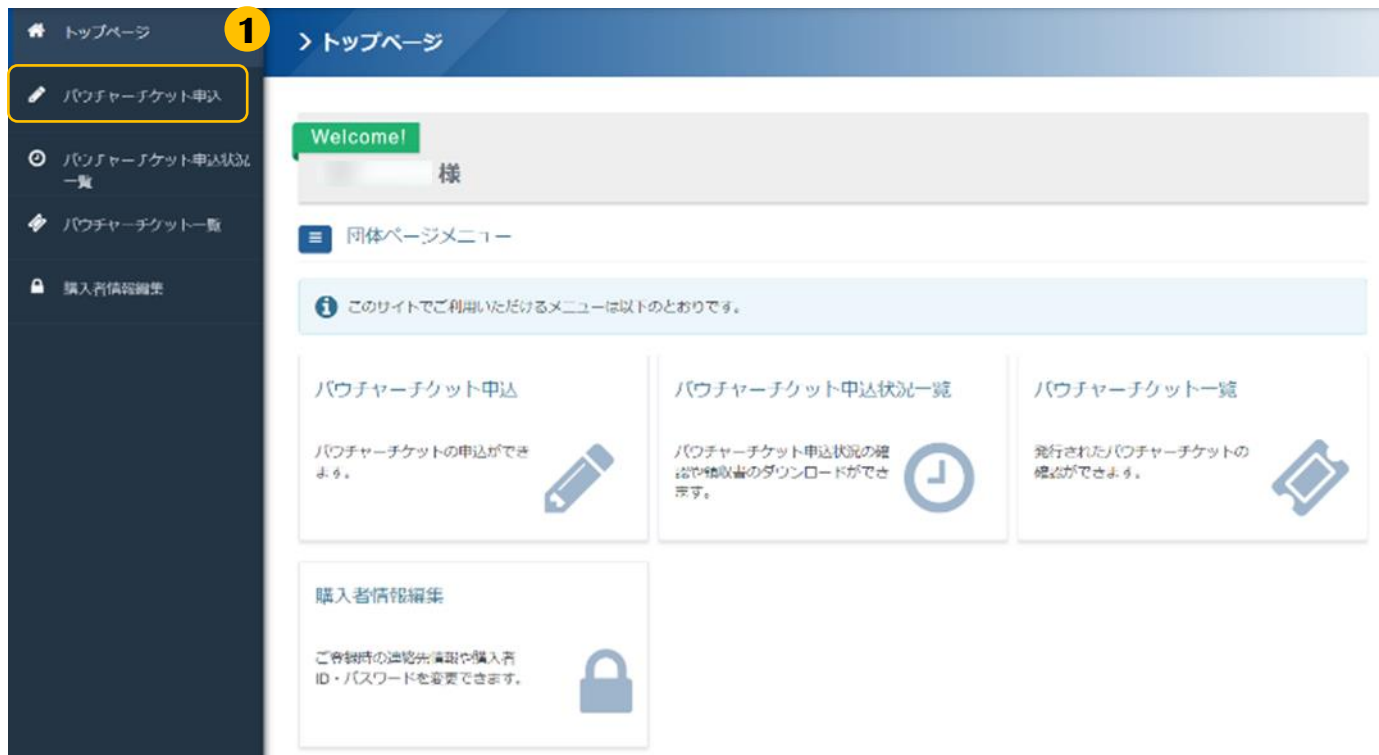 トップページ
1
バウチャーチケット申込
バウチャーチケット申込状況
一覧
バウチャーチケット一覧
購入者情報編集
> トップページ
Welcome!
様
団体ページメニュー
このサイトでご利用いただけるメニューは以下のとおりです。
バウチャーチケット申込
バウチャーチケットの申込ができ
ます。
バウチャーチケット申込状況一覧
バウチャーチケット申込状況の確
認や領収書のダウンロードができ
ます。
バウチャーチケット一覧
発行されたバウチャーチケットの
確認ができます。
購入者情報編集
ご登録時の連絡先情報や購入者
ID・パスワードを変更できます。